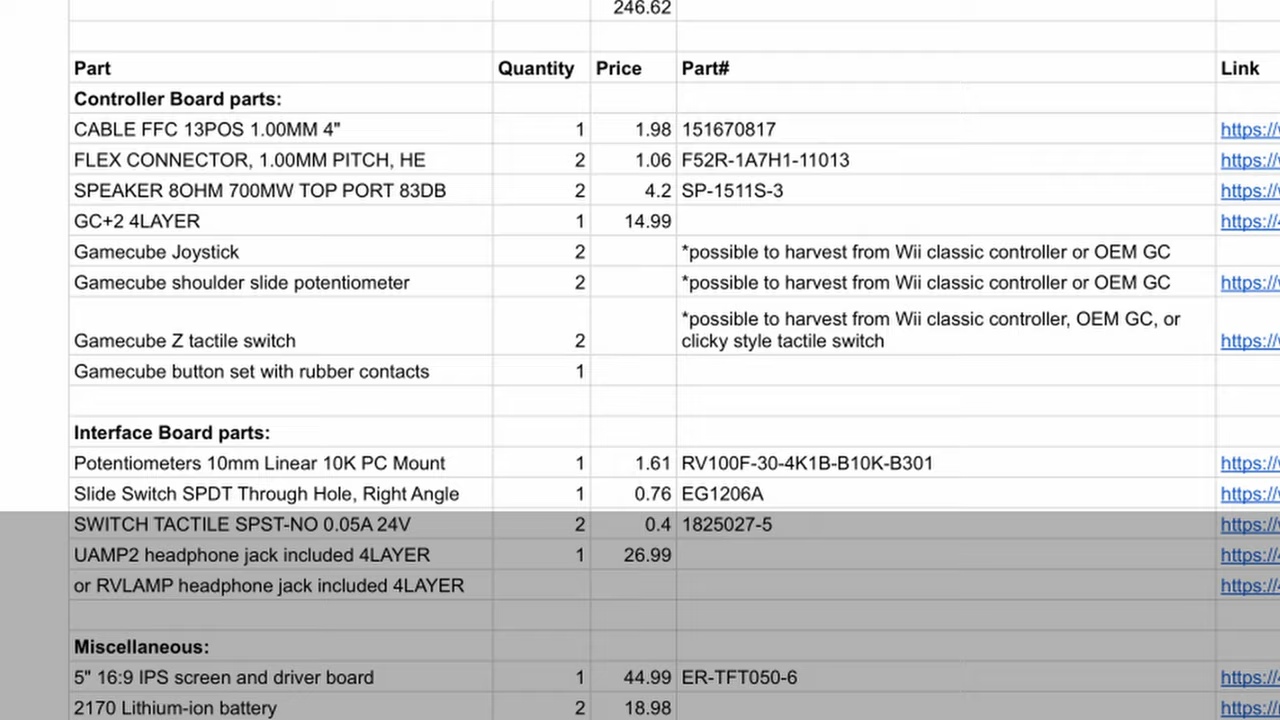 246.62
Part Quantity Price Part# Link
Controller Board parts:
CABLE FFC 13POS 1.00MM 4" 1 1.98 151670817 https://
FLEX CONNECTOR, 1.00MM PITCH, HE 2 1.06 F52R-1A7H1-11013 https://
SPEAKER 8OHM 700MW TOP PORT 83DB 2 4.2 SP-1511S-3 https://
GC+2 4LAYER 1 14.99 https://
Gamecube Joystick 2 *possible to harvest from Wii classic controller or OEM GC
Gamecube shoulder slide potentiometer 2 *possible to harvest from Wii classic controller or OEM GC https://
*possible to harvest from Wii classic controller, OEM GC, or
Gamecube Z tactile switch 2 clicky style tactile switch https://
Gamecube button set with rubber contacts 1
Interface Board parts:
Potentiometers 10mm Linear 10K PC Mount 1 1.61 RV100F-30-4K1B-B10K-B301 https://
Slide Switch SPDT Through Hole, Right Angle 1 0.76 EG1206A https://
SWITCH TACTILE SPST-NO 0.05A 24V 2 0.4 1825027-5 https://
UAMP2 headphone jack included 4LAYER 1 26.99 https://
or RVLAMP headphone jack included 4LAYER https://
Miscellaneous:
5" 16:9 IPS screen and driver board 1 44.99 ER-TFT050-6 https://
2170 Lithium-ion battery 2 18.98 https://